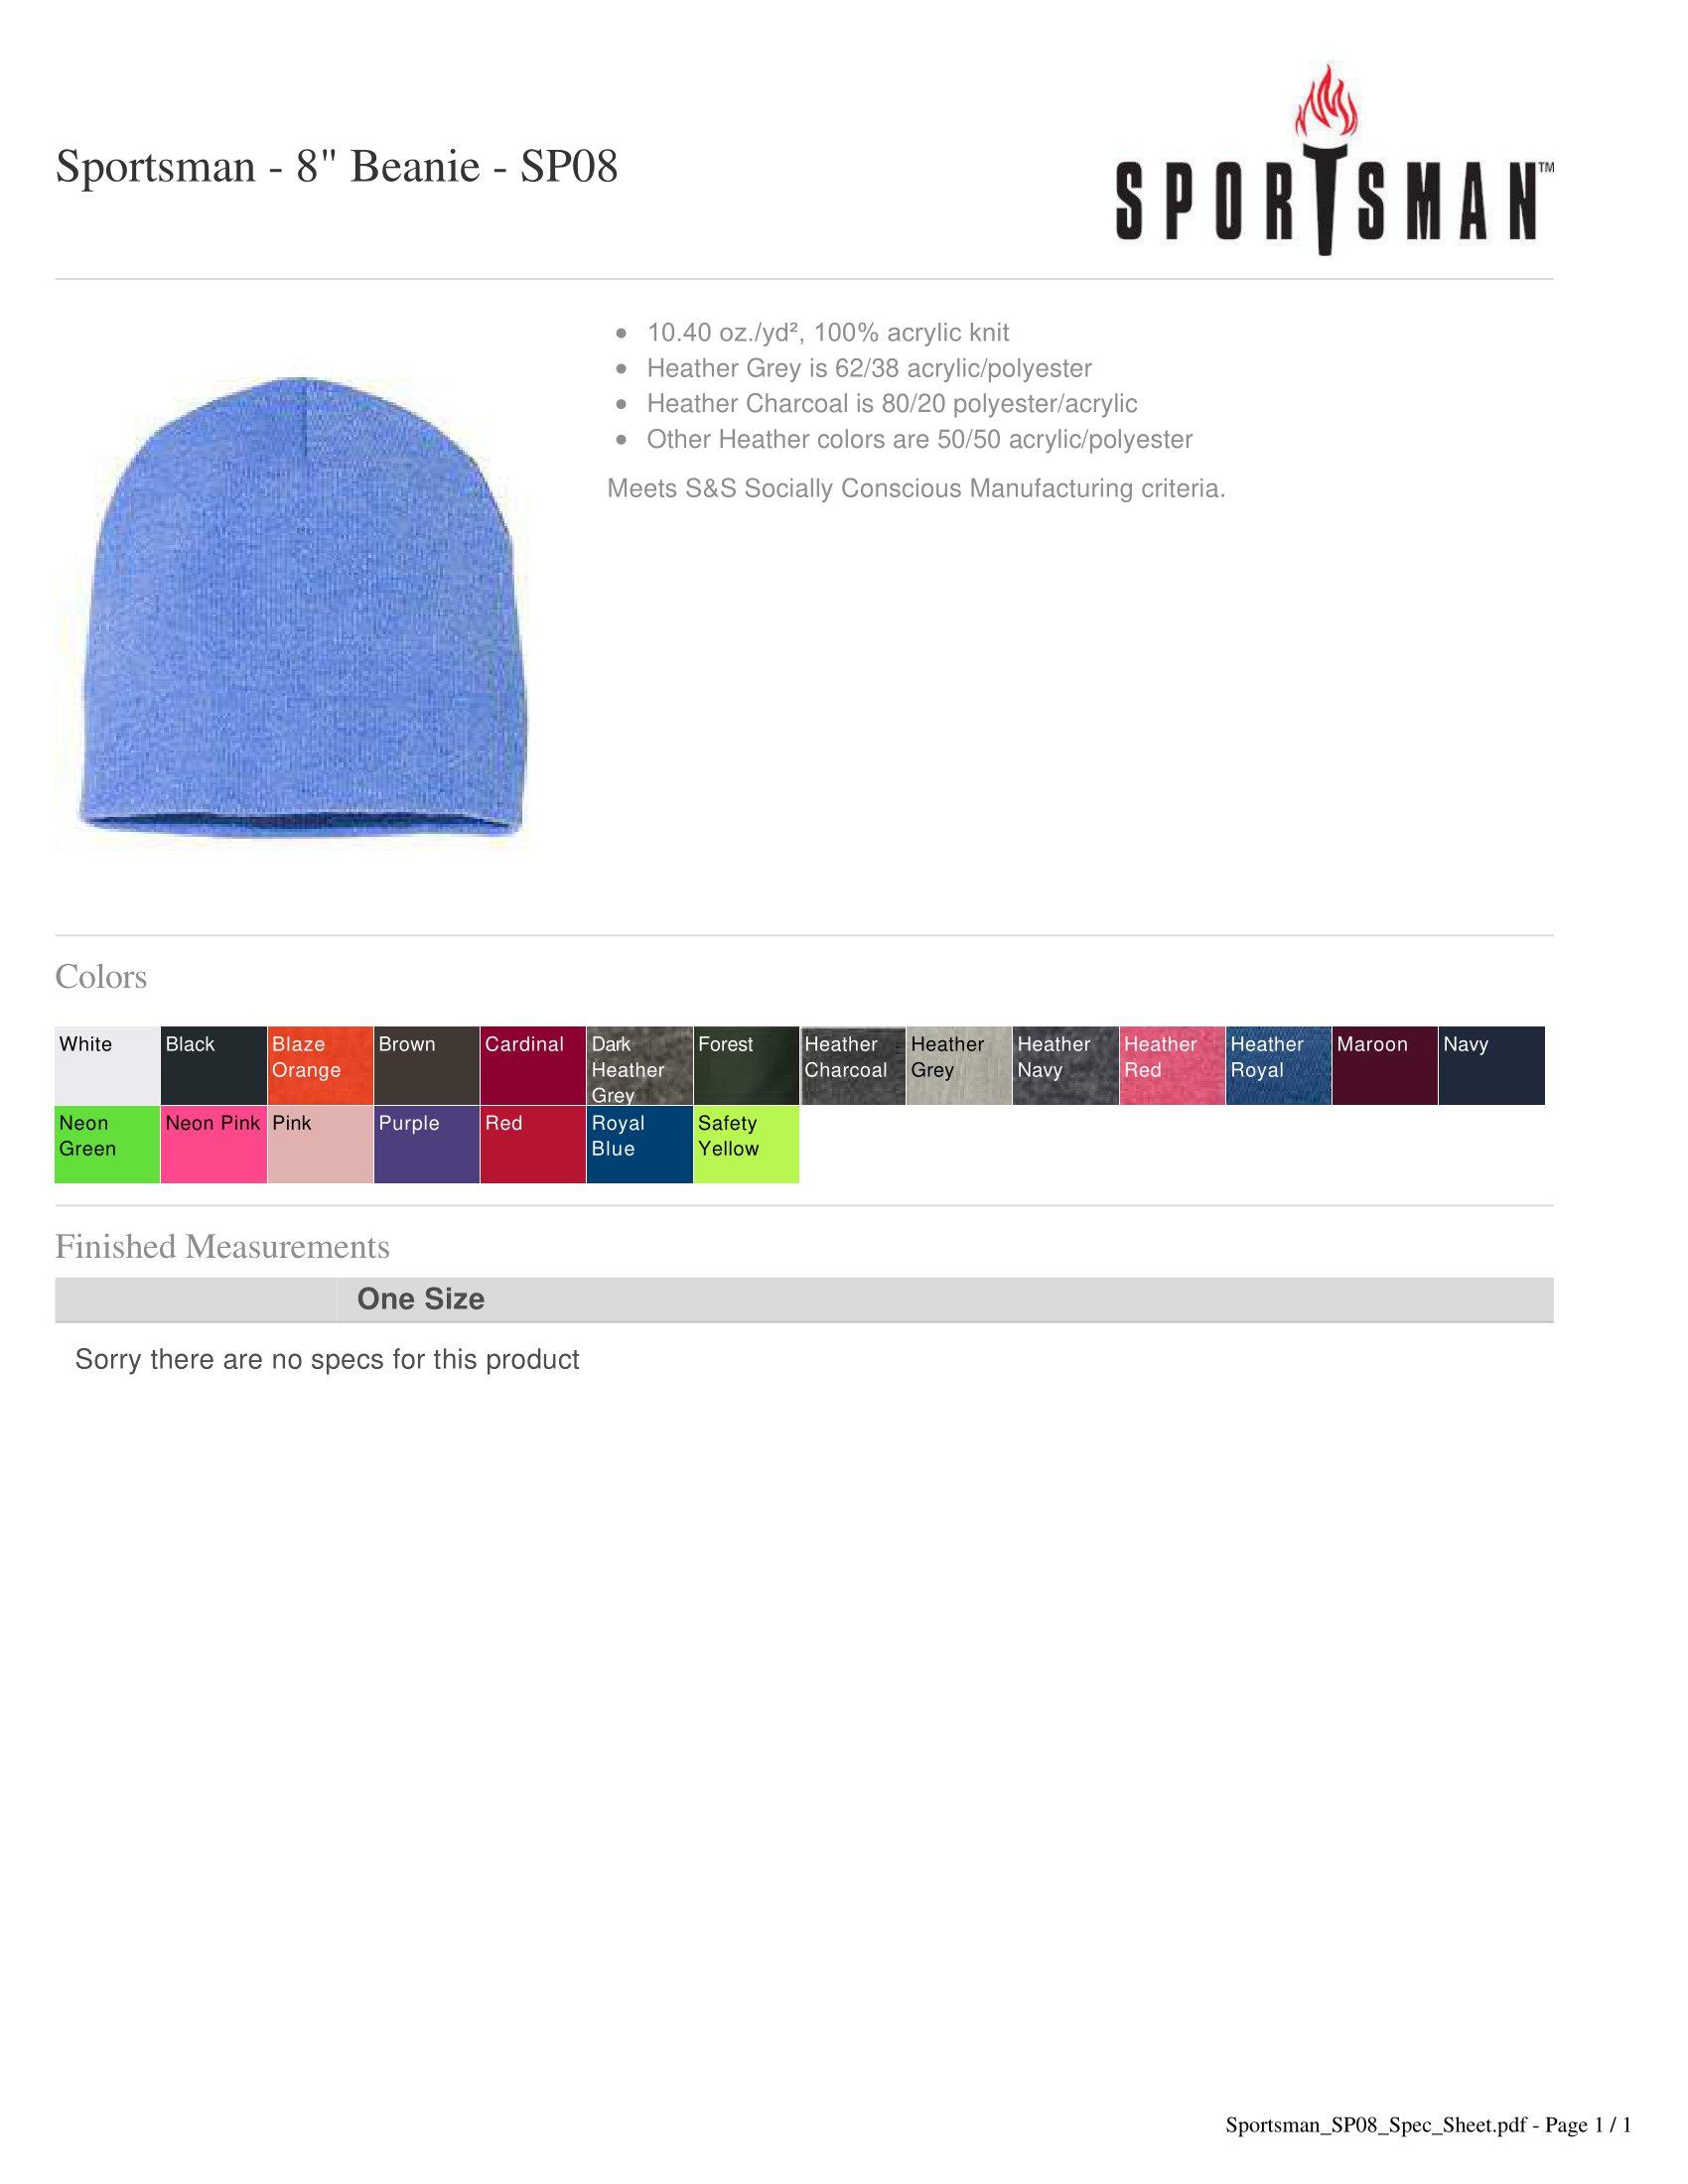 Sportsman - 8" Beanie - SP08
SPORTSMAN™
10.40 oz./yd², 100% acrylic knit
Heather Grey is 62/38 acrylic/polyester
Heather Charcoal is 80/20 polyester/acrylic
Other Heather colors are 50/50 acrylic/polyester
Meets S&S Socially Conscious Manufacturing criteria.
Colors
White
Black
Blaze
Orange
Brown
Cardinal
Dark
Heather
Grey
Forest
Heather
Charcoal
Heather
Grey
Heather
Navy
Heather
Red
Heather
Royal
Maroon
Navy
Neon
Green
Neon Pink
Pink
Purple
Red
Royal
Blue
Safety
Yellow
Finished Measurements
One Size
Sorry there are no specs for this product
Sportsman_SP08_Spec_Sheet.pdf - Page 1 / 1